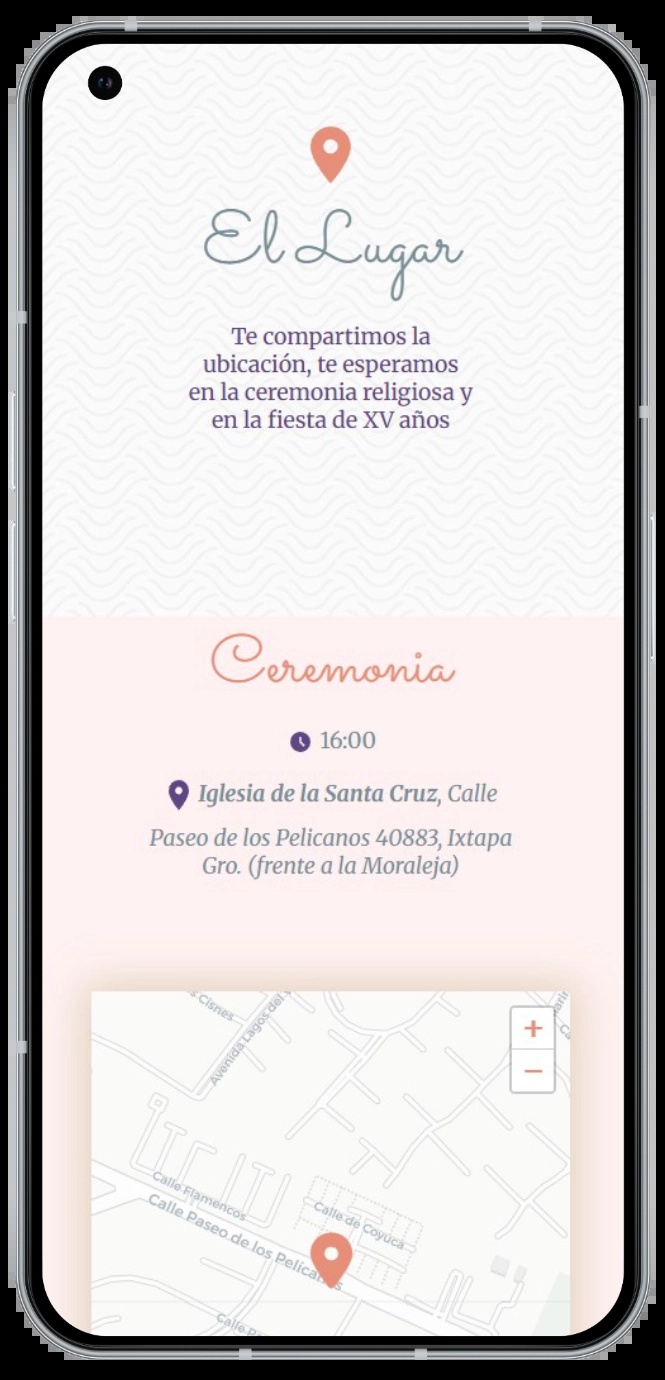 El Lugar
Te compartimos la
ubicación, te esperamos
en la ceremonia religiosa y
en la fiesta de XV años
Ceremonia
16:00
Iglesia de la Santa Cruz, Calle
Paseo de los Pelicanos 40883, Ixtapa
Gro. (frente a la Moraleja)
s Cisnes
Avenida Lagos del
+
−
Calle Flamencos
Calle de Coyuca
Calle Paseo de los Pelica
Calle